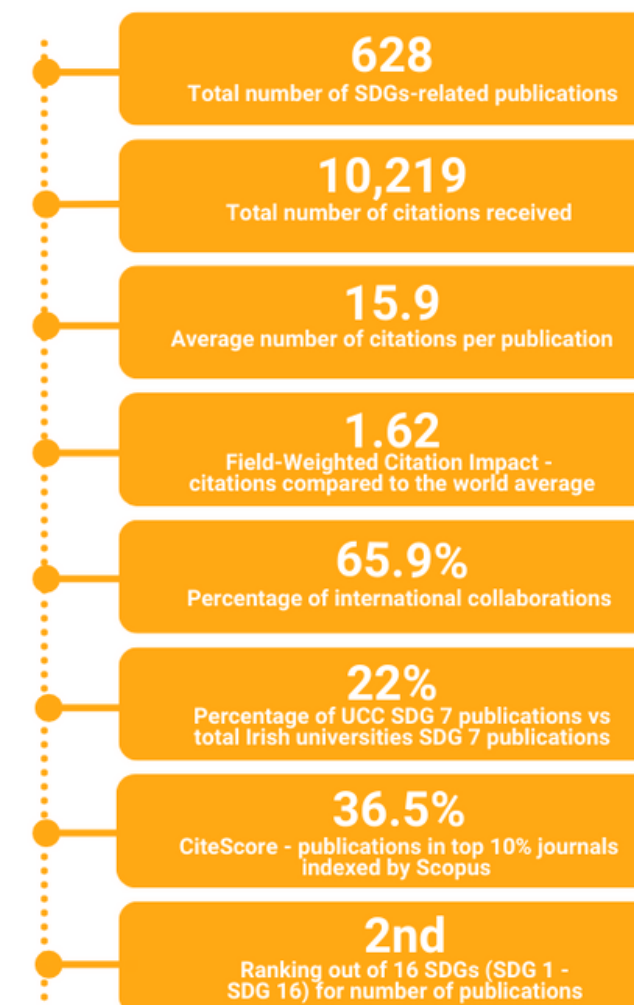 628
Total number of SDGs-related publications
10,219
Total number of citations received
15.9
Average number of citations per publication
1.62
Field-Weighted Citation Impact -
citations compared to the world average
65.9%
Percentage of international collaborations
22%
Percentage of UCC SDG 7 publications vs
total Irish universities SDG 7 publications
36.5%
CiteScore - publications in top 10% journals
indexed by Scopus
2nd
Ranking out of 16 SDGs (SDG 1 -
SDG 16) for number of publications